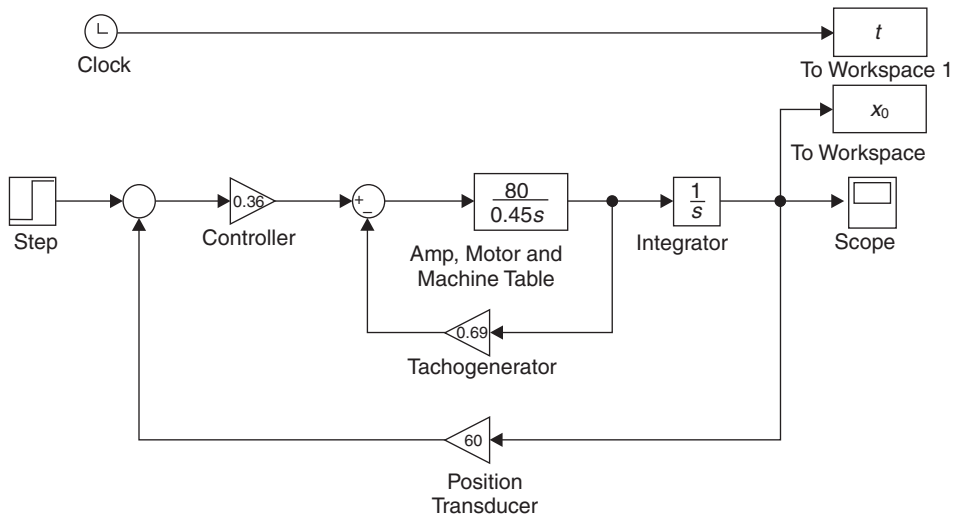 t
Clock
To Workspace 1
x₀
To Workspace
0.36
+
−
80
0.45s
1
s
Step
Controller
Amp, Motor and
Machine Table
Integrator
Scope
0.69
Tachogenerator
60
Position
Transducer